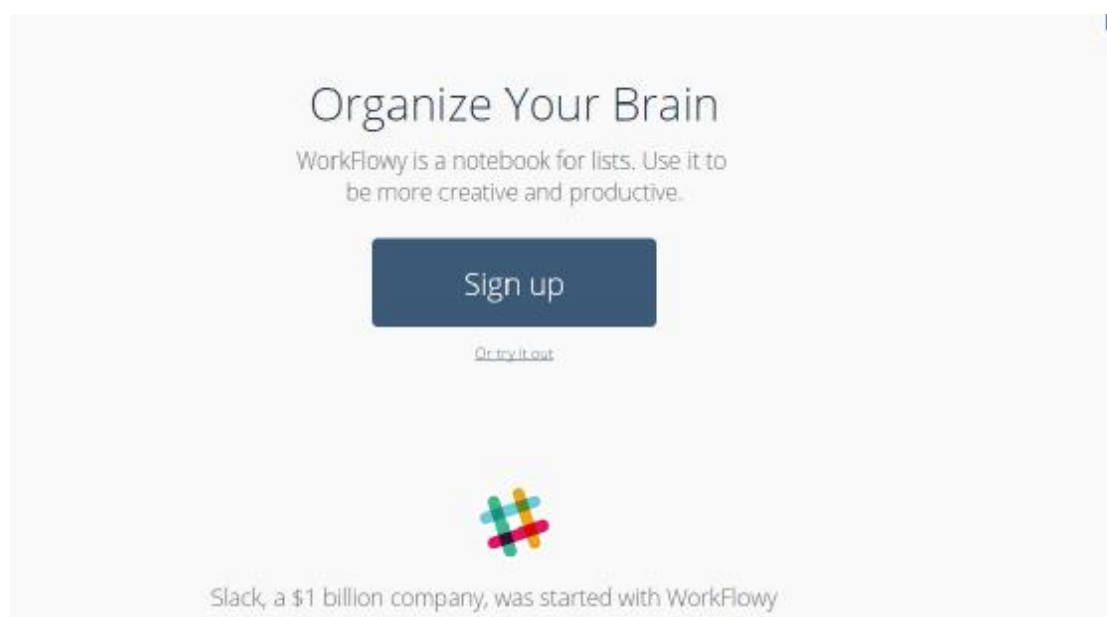 Organize Your Brain
WorkFlowy is a notebook for lists. Use it to
be more creative and productive.
Sign up
Or try it out
Slack, a $1 billion company, was started with WorkFlowy